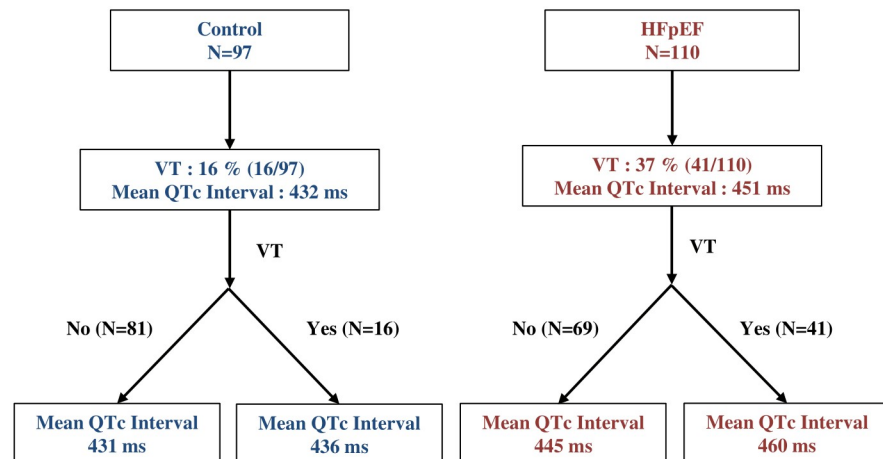 Control
N=97
VT : 16 % (16/97)
Mean QTc Interval : 432 ms
VT
No (N=81)
Yes (N=16)
Mean QTc Interval
431 ms
Mean QTc Interval
436 ms
HFpEF
N=110
VT : 37 % (41/110)
Mean QTc Interval : 451 ms
VT
No (N=69)
Yes (N=41)
Mean QTc Interval
445 ms
Mean QTc Interval
460 ms